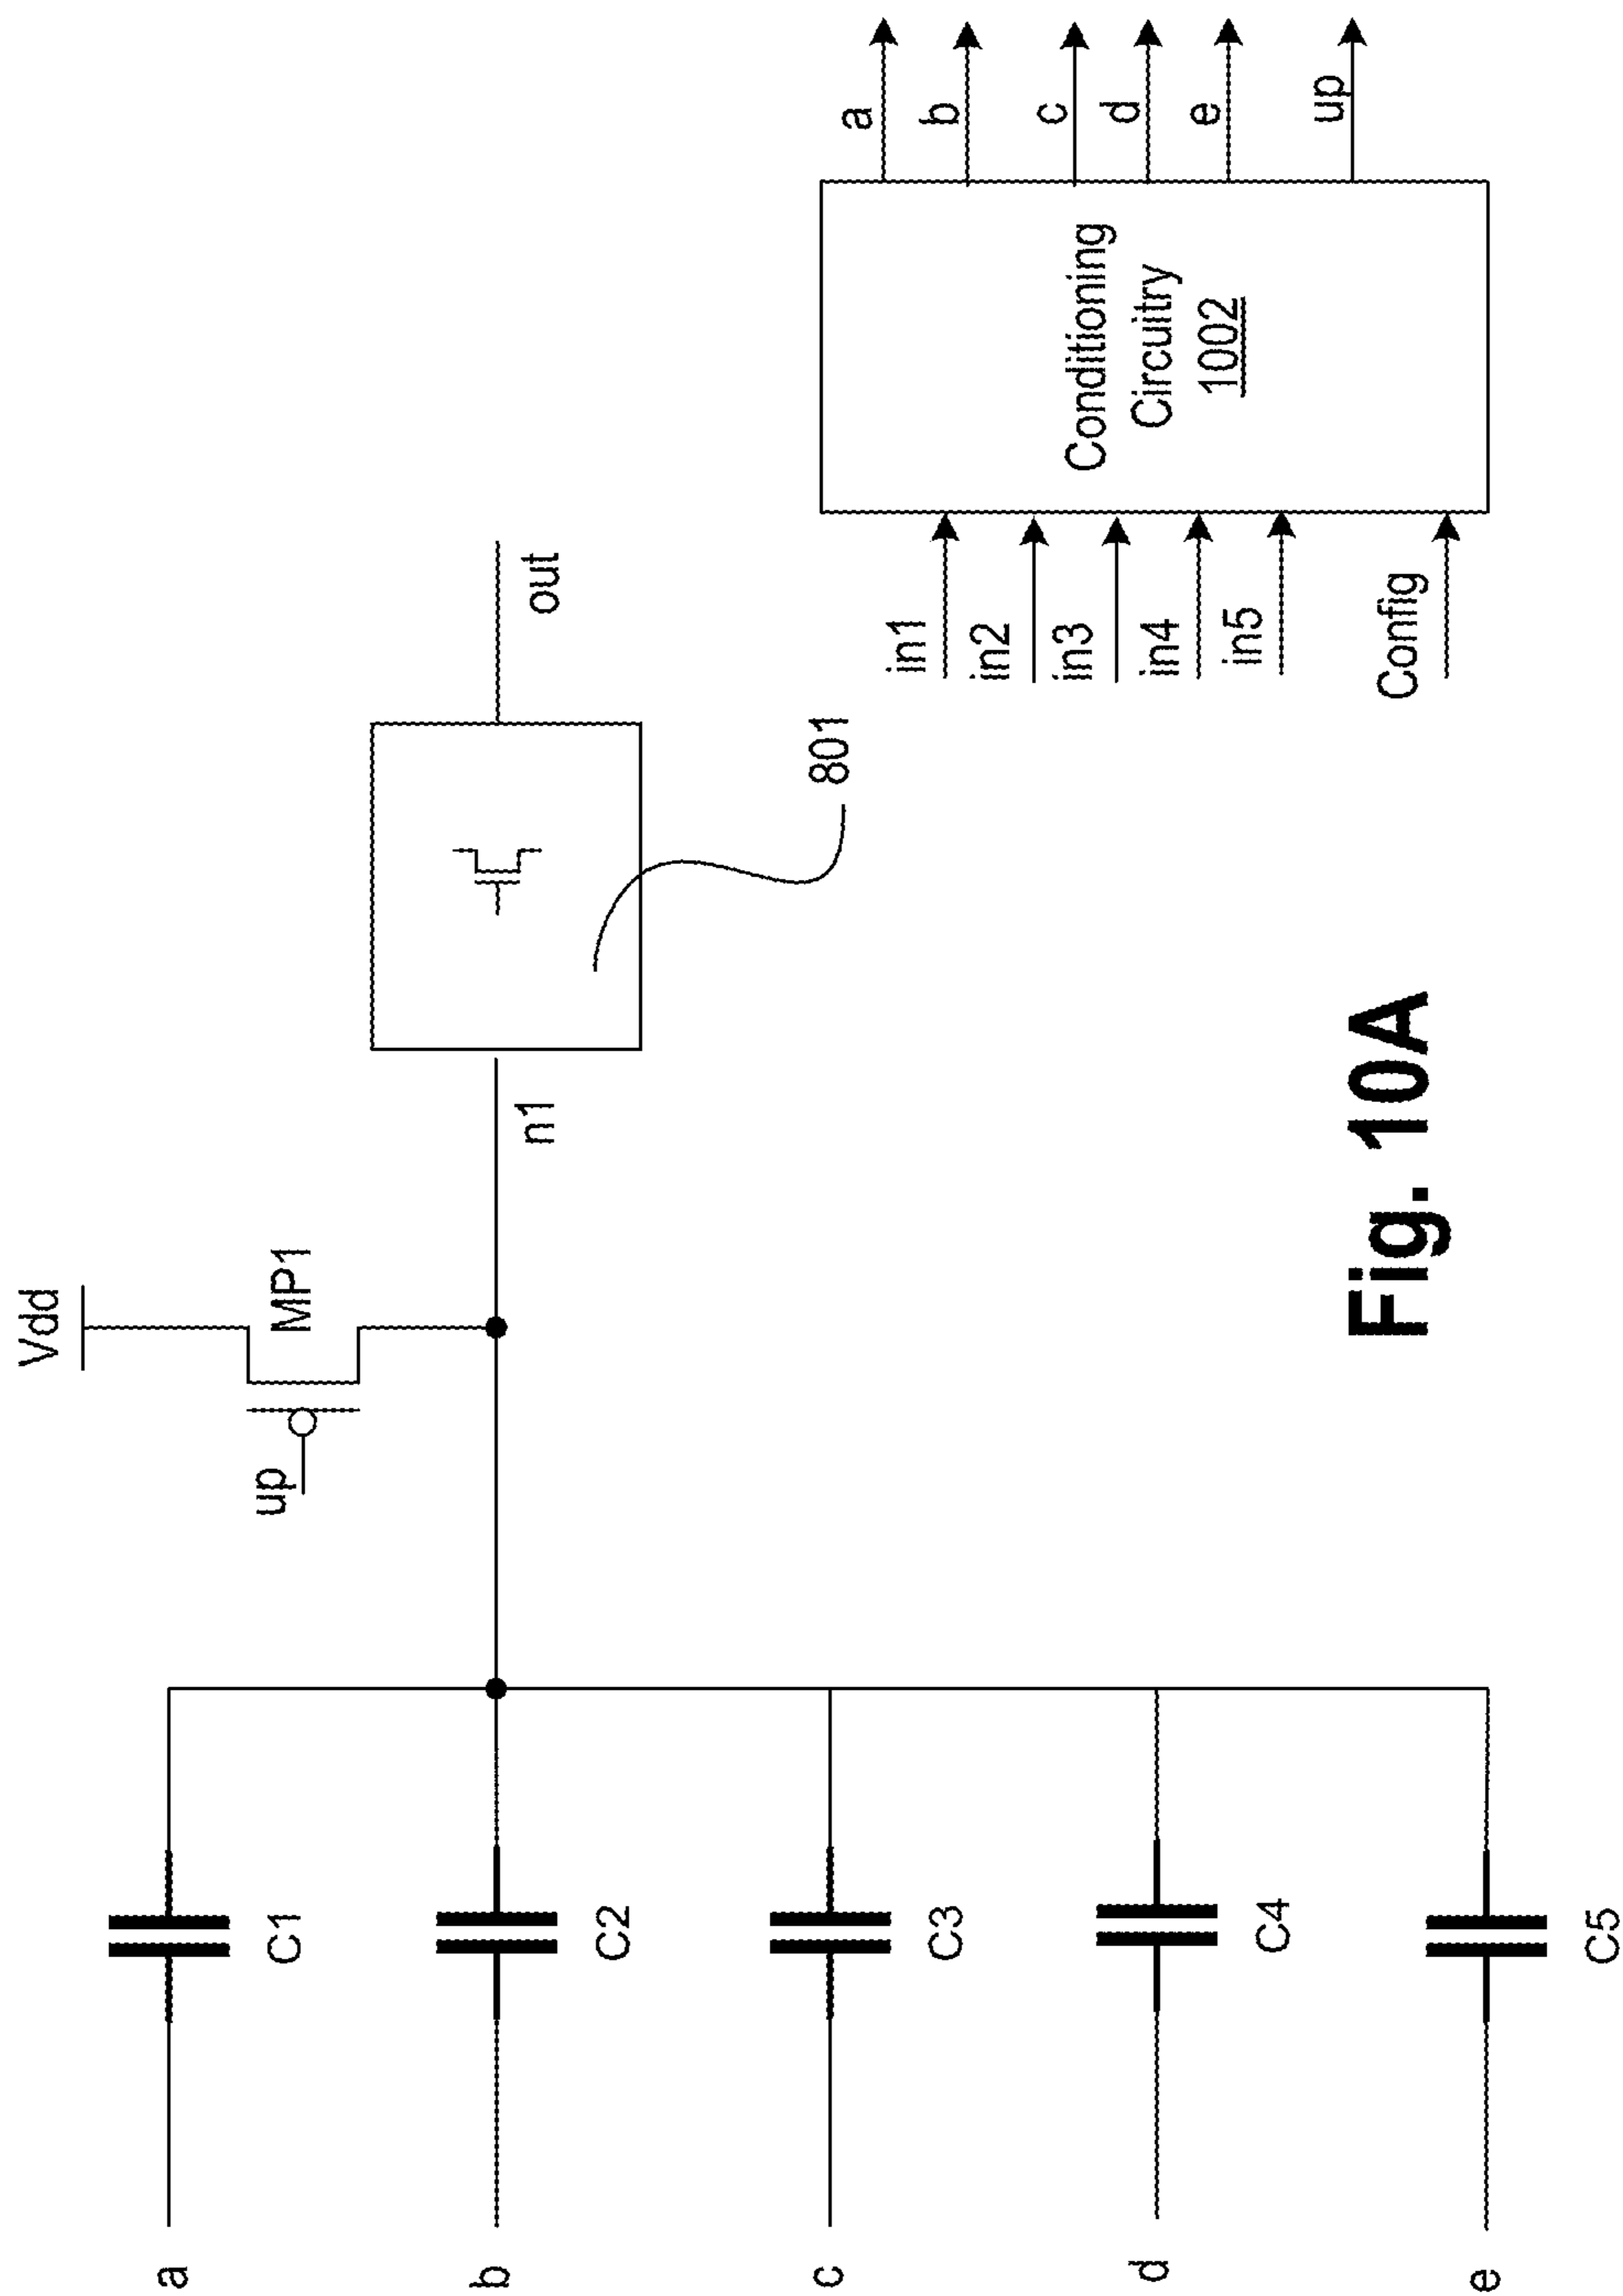 Vdd
up
MP1
a
C1
b
C2
c
C3
d
C4
e
C5
n1
out
801
in1
in2
in3
in4
in5
Config
Conditioning
Circuitry
1002
a
b
c
d
e
up
Fig. 10A